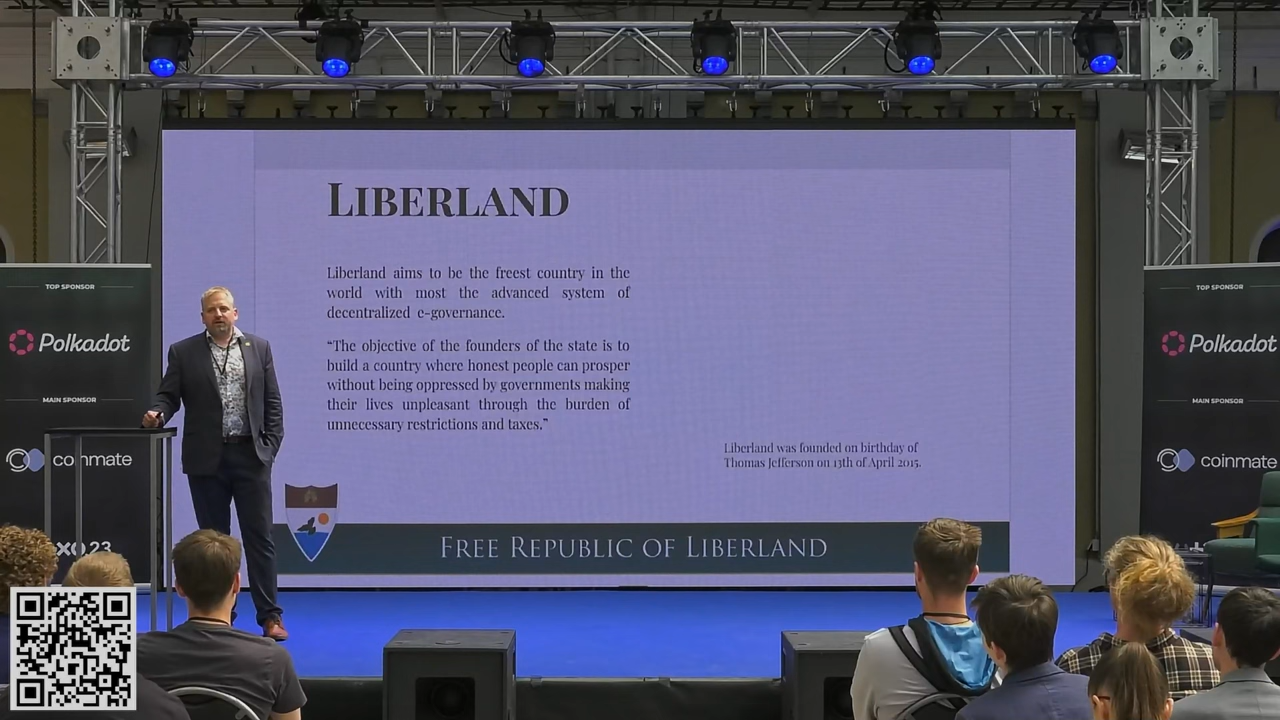 LIBERLAND
Liberland aims to be the freest country in the
world with most the advanced system of
decentralized e-governance.
“The objective of the founders of the state is to
build a country where honest people can prosper
without being oppressed by governments making
their lives unpleasant through the burden of
unnecessary restrictions and taxes.”
Liberland was founded on birthday of
Thomas Jefferson on 13th of April 2015.
FREE REPUBLIC OF LIBERLAND
TOP SPONSOR
Polkadot
MAIN SPONSOR
coinmate
23
TOP SPONSOR
Polkadot
MAIN SPONSOR
coinmate